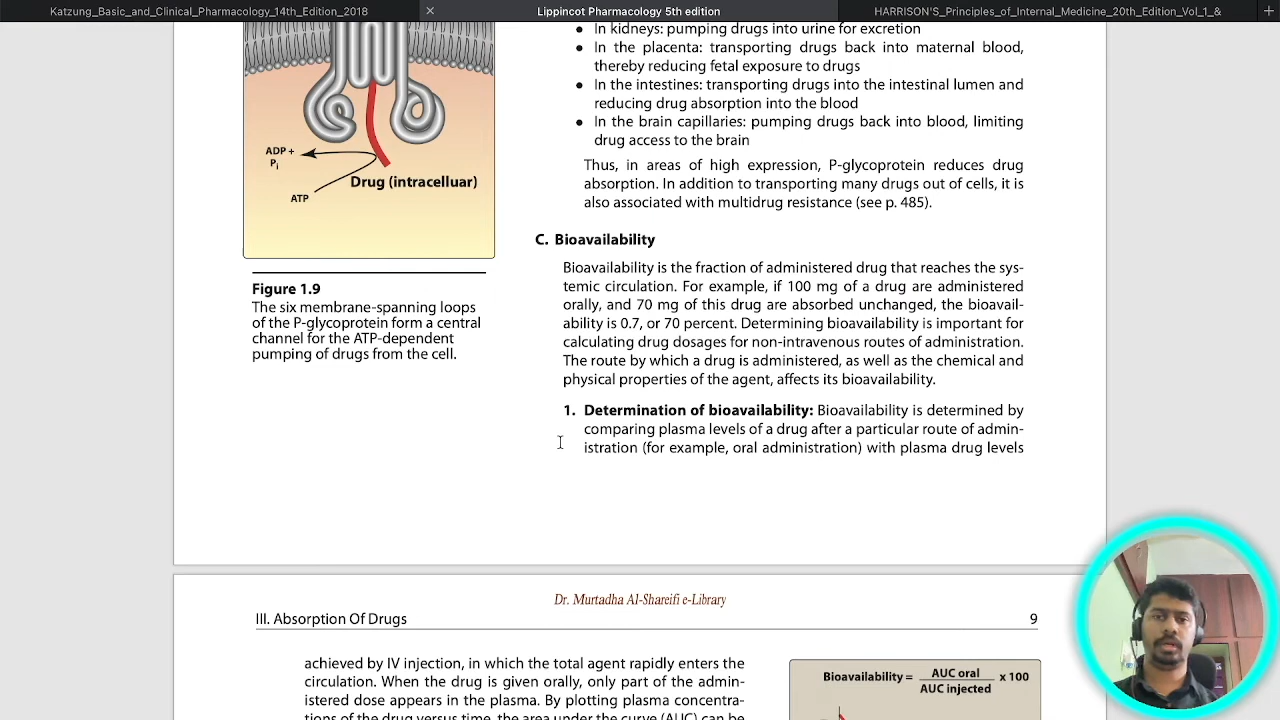 Katzung_Basic_and_Clinical_Pharmacology_14th_Edition_2018
Lippincot Pharmacology 5th edition
HARRISON'S_Principles_of_Internal_Medicine_20th_Edition_Vol_1_&
ADP +
Pi
ATP
Drug (intracelluar)
Figure 1.9
The six membrane-spanning loops
of the P-glycoprotein form a central
channel for the ATP-dependent
pumping of drugs from the cell.
• In kidneys: pumping drugs into urine for excretion
• In the placenta: transporting drugs back into maternal blood,
thereby reducing fetal exposure to drugs
• In the intestines: transporting drugs into the intestinal lumen and
reducing drug absorption into the blood
• In the brain capillaries: pumping drugs back into blood, limiting
drug access to the brain
Thus, in areas of high expression, P-glycoprotein reduces drug
absorption. In addition to transporting many drugs out of cells, it is
also associated with multidrug resistance (see p. 485).
C. Bioavailability
Bioavailability is the fraction of administered drug that reaches the sys-
temic circulation. For example, if 100 mg of a drug are administered
orally, and 70 mg of this drug are absorbed unchanged, the bioavail-
ability is 0.7, or 70 percent. Determining bioavailability is important for
calculating drug dosages for non-intravenous routes of administration.
The route by which a drug is administered, as well as the chemical and
physical properties of the agent, affects its bioavailability.
1. Determination of bioavailability: Bioavailability is determined by
comparing plasma levels of a drug after a particular route of admin-
istration (for example, oral administration) with plasma drug levels
Dr. Murtadha Al-Shareifi e-Library
III. Absorption Of Drugs
9
achieved by IV injection, in which the total agent rapidly enters the
circulation. When the drug is given orally, only part of the admin-
istered dose appears in the plasma. By plotting plasma concentra-
tions of the drug versus time, the area under the curve (AUC) can be
Bioavailability = AUC oral x 100
AUC injected